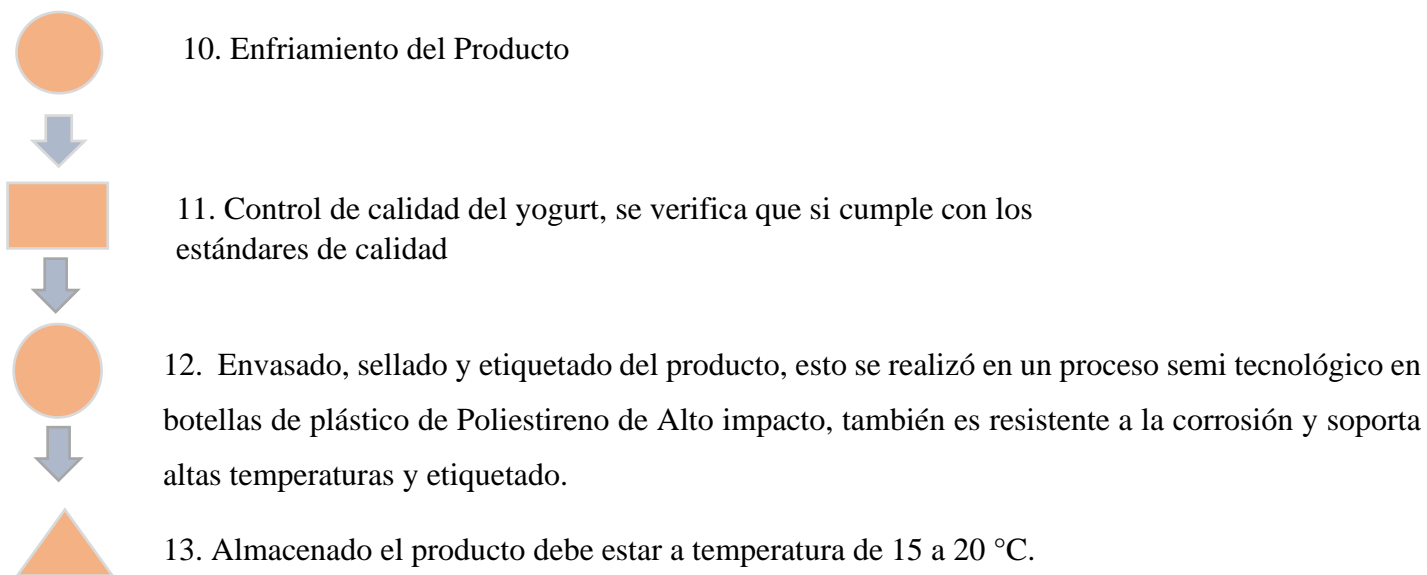 10. Enfriamiento del Producto
11. Control de calidad del yogurt, se verifica que si cumple con los
estándares de calidad
12. Envasado, sellado y etiquetado del producto, esto se realizó en un proceso semi tecnológico en
botellas de plástico de Poliestireno de Alto impacto, también es resistente a la corrosión y soporta
altas temperaturas y etiquetado.
13. Almacenado el producto debe estar a temperatura de 15 a 20 °C.